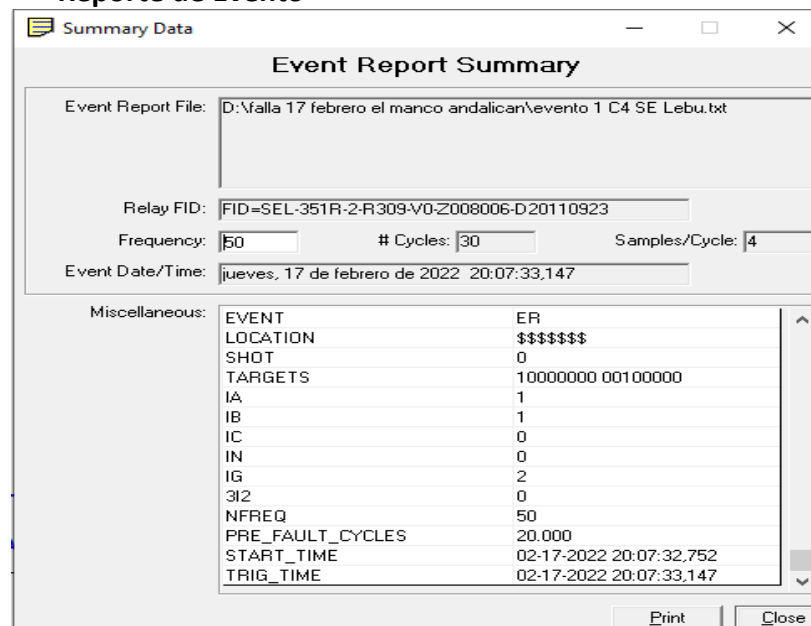 Reporte de Evento
Summary Data
Event Report Summary
Event Report File: D:\falla 17 febrero el manco andalican\evento 1 C4 SE Lebu.txt
Relay FID: FID=SEL-351R-2-R309-V0-Z008006-D20110923
Frequency: 50 # Cycles: 30 Samples/Cycle: 4
Event Date/Time: jueves, 17 de febrero de 2022 20:07:33,147
Miscellaneous:
EVENT ER
LOCATION $$$$$$$
SHOT 0
TARGETS 10000000 00100000
IA 1
IB 1
IC 0
IN 0
IG 2
3I2 0
NFREQ 50
PRE_FAULT_CYCLES 20.000
START_TIME 02-17-2022 20:07:32,752
TRIG_TIME 02-17-2022 20:07:33,147
Print Close